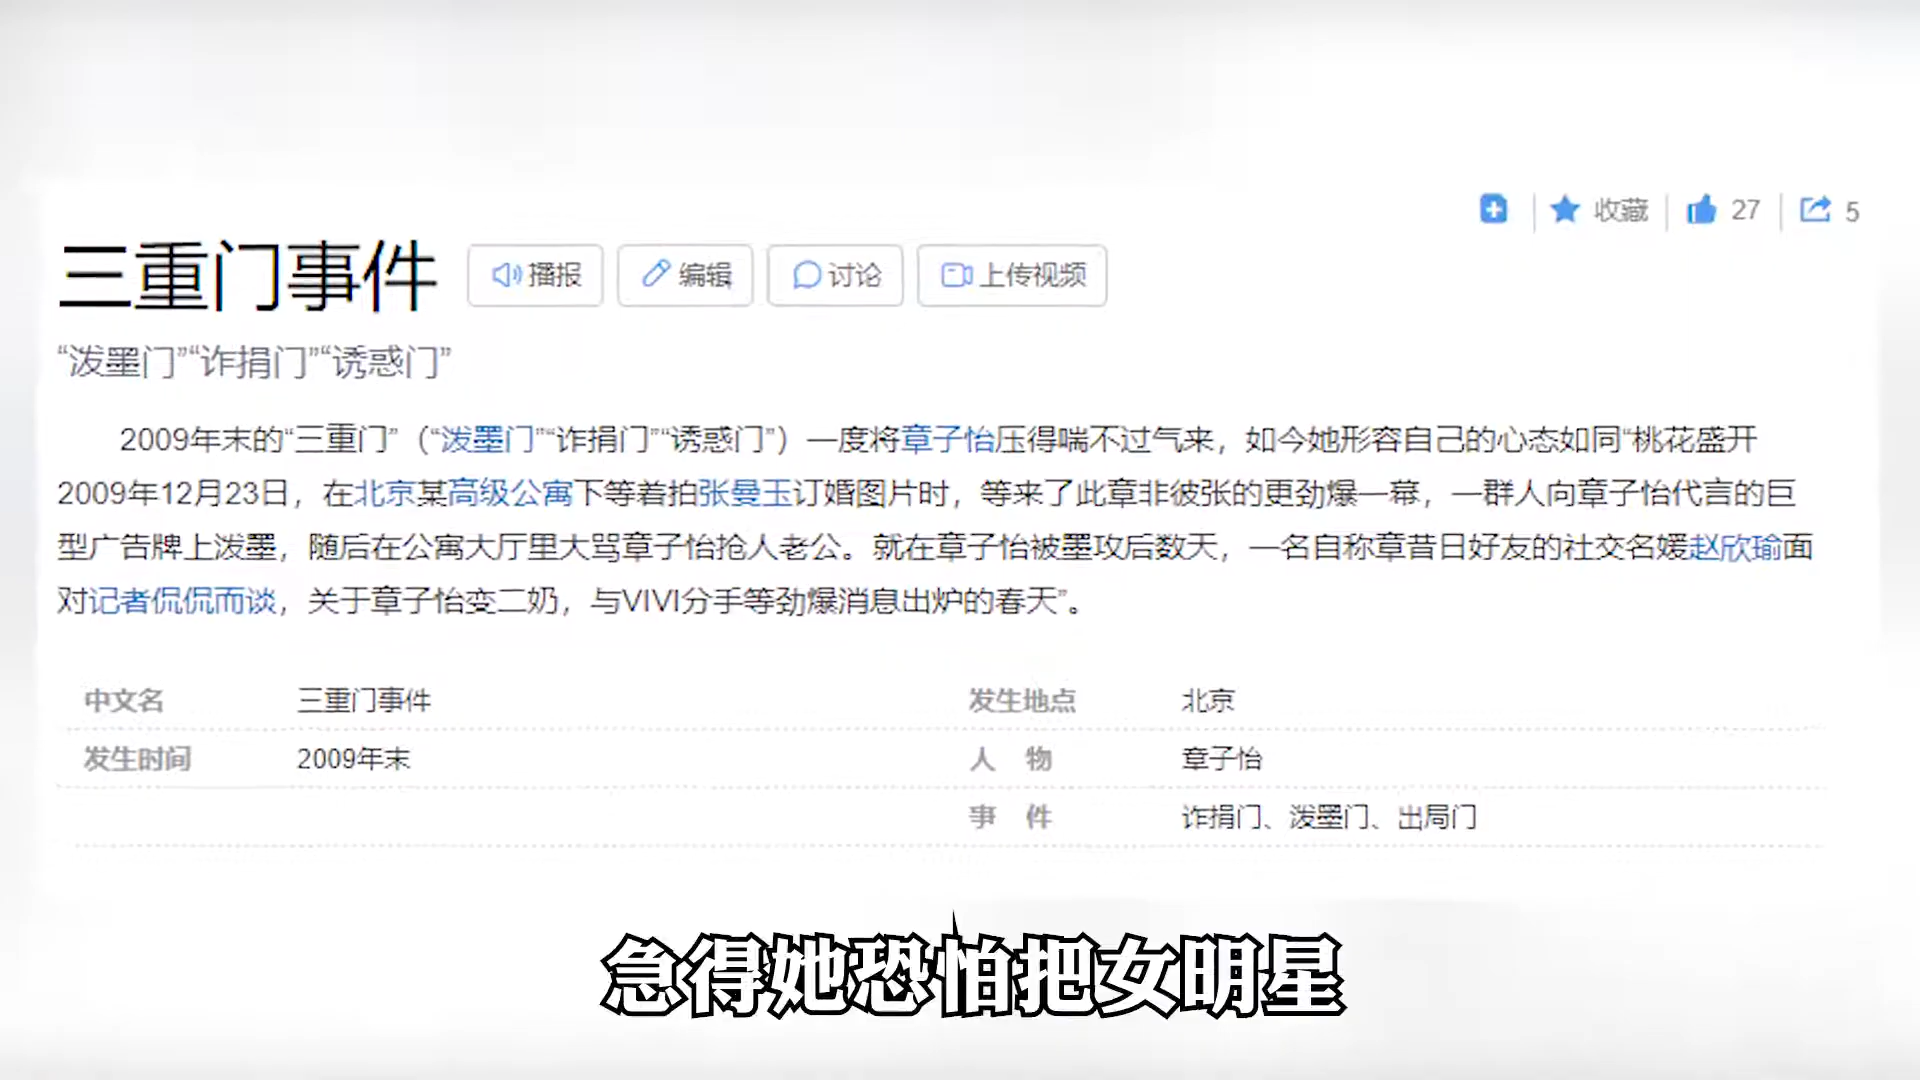 收藏 27 5
三重门事件 播报 编辑 讨论 上传视频
“泼墨门”“诈捐门”“诱惑门”
2009年末的“三重门”（“泼墨门”“诈捐门”“诱惑门”）一度将章子怡压得喘不过气来，如今她形容自己的心态如同“桃花盛开
2009年12月23日，在北京某高级公寓下等着拍张曼玉订婚图片时，等来了此章非彼张的更劲爆一幕，一群人向章子怡代言的巨
型广告牌上泼墨，随后在公寓大厅里大骂章子怡抢人老公。就在章子怡被墨攻后数天，一名自称章昔日好友的社交名媛赵欣瑜面
对记者侃侃而谈，关于章子怡变二奶，与VIVI分手等劲爆消息出炉的春天”。
中文名 三重门事件 发生地点 北京
发生时间 2009年末 人 物 章子怡
事 件 诈捐门、泼墨门、出局门
急得她恐怕把女明星